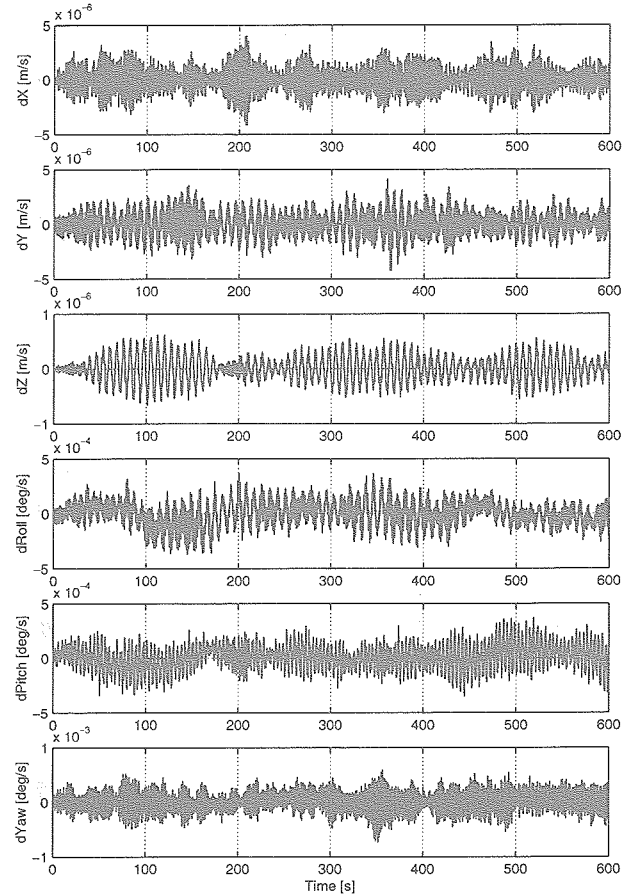 x 10⁻⁶
5
0
−5
dX [m/s]
0 100 200 300 400 500 600
x 10⁻⁶
5
0
−5
dY [m/s]
0 100 200 300 400 500 600
x 10⁻⁶
1
0
−1
dZ [m/s]
0 100 200 300 400 500 600
x 10⁻⁴
5
0
−5
dRoll [deg/s]
0 100 200 300 400 500 600
x 10⁻⁴
5
0
−5
dPitch [deg/s]
0 100 200 300 400 500 600
x 10⁻³
1
0
−1
dYaw [deg/s]
0 100 200 300 400 500 600
Time [s]